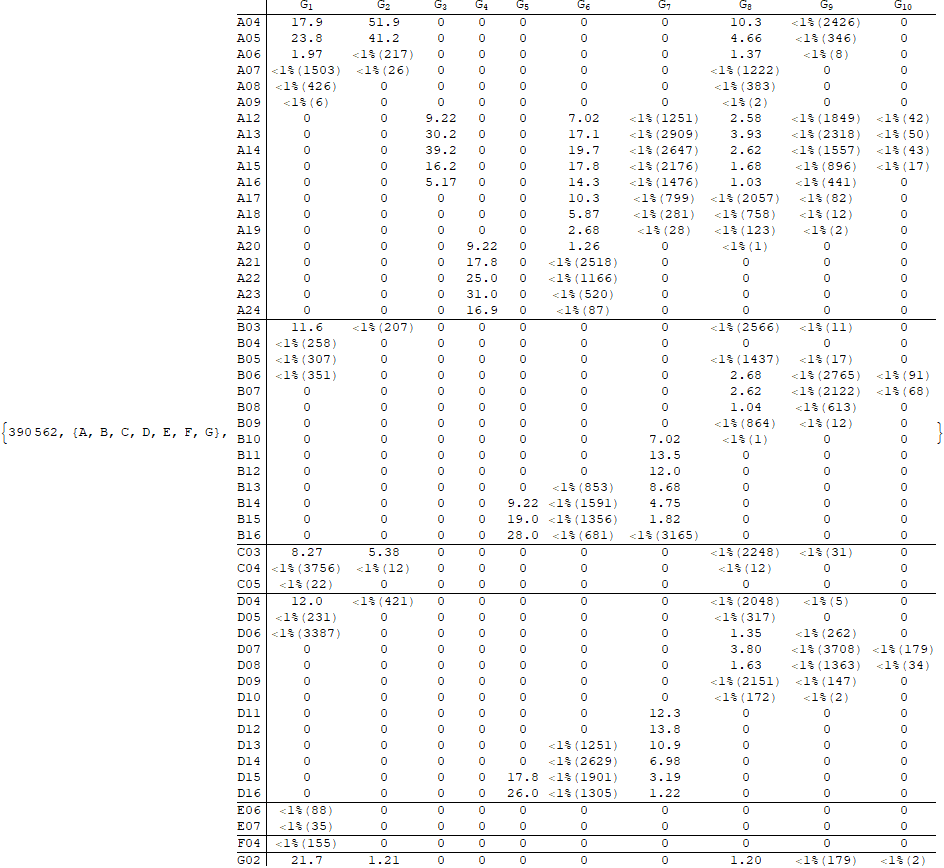 G1 G2 G3 G4 G5 G6 G7 G8 G9 G10
A04 17.9 51.9 0 0 0 0 0 10.3 <1%(2426) 0
A05 23.8 41.2 0 0 0 0 0 4.66 <1%(346) 0
A06 1.97 <1%(217) 0 0 0 0 0 1.37 <1%(8) 0
A07 <1%(1503) <1%(26) 0 0 0 0 0 <1%(1222) 0 0
A08 <1%(426) 0 0 0 0 0 0 <1%(383) 0 0
A09 <1%(6) 0 0 0 0 0 0 <1%(2) 0 0
A12 0 0 9.22 0 0 7.02 <1%(1251) 2.58 <1%(1849) <1%(42)
A13 0 0 30.2 0 0 17.1 <1%(2909) 3.93 <1%(2318) <1%(50)
A14 0 0 39.2 0 0 19.7 <1%(2647) 2.62 <1%(1557) <1%(43)
A15 0 0 16.2 0 0 17.8 <1%(2176) 1.68 <1%(896) <1%(17)
A16 0 0 5.17 0 0 14.3 <1%(1476) 1.03 <1%(441) 0
A17 0 0 0 0 0 10.3 <1%(799) <1%(2057) <1%(82) 0
A18 0 0 0 0 0 5.87 <1%(281) <1%(758) <1%(12) 0
A19 0 0 0 0 0 2.68 <1%(28) <1%(123) <1%(2) 0
A20 0 0 0 9.22 0 1.26 0 <1%(1) 0 0
A21 0 0 0 17.8 0 <1%(2518) 0 0 0 0
A22 0 0 0 25.0 0 <1%(1166) 0 0 0 0
A23 0 0 0 31.0 0 <1%(520) 0 0 0 0
A24 0 0 0 16.9 0 <1%(87) 0 0 0 0
B03 11.6 <1%(207) 0 0 0 0 0 <1%(2566) <1%(11) 0
B04 <1%(258) 0 0 0 0 0 0 0 0 0
B05 <1%(307) 0 0 0 0 0 0 <1%(1437) <1%(17) 0
B06 <1%(351) 0 0 0 0 0 0 2.68 <1%(2765) <1%(91)
B07 0 0 0 0 0 0 0 2.62 <1%(2122) <1%(68)
B08 0 0 0 0 0 0 0 1.04 <1%(613) 0
B09 0 0 0 0 0 0 0 <1%(864) <1%(12) 0
{390562, {A, B, C, D, E, F, G}, }
B10 0 0 0 0 0 0 7.02 <1%(1) 0 0
B11 0 0 0 0 0 0 13.5 0 0 0
B12 0 0 0 0 0 0 12.0 0 0 0
B13 0 0 0 0 0 <1%(853) 8.68 0 0 0
B14 0 0 0 0 9.22 <1%(1591) 4.75 0 0 0
B15 0 0 0 0 19.0 <1%(1356) 1.82 0 0 0
B16 0 0 0 0 28.0 <1%(681) <1%(3165) 0 0 0
C03 8.27 5.38 0 0 0 0 0 <1%(2248) <1%(31) 0
C04 <1%(3756) <1%(12) 0 0 0 0 0 <1%(12) 0 0
C05 <1%(22) 0 0 0 0 0 0 0 0 0
D04 12.0 <1%(421) 0 0 0 0 0 <1%(2048) <1%(5) 0
D05 <1%(231) 0 0 0 0 0 0 <1%(317) 0 0
D06 <1%(3387) 0 0 0 0 0 0 1.35 <1%(262) 0
D07 0 0 0 0 0 0 0 3.80 <1%(3708) <1%(179)
D08 0 0 0 0 0 0 0 1.63 <1%(1363) <1%(34)
D09 0 0 0 0 0 0 0 <1%(2151) <1%(147) 0
D10 0 0 0 0 0 0 0 <1%(172) <1%(2) 0
D11 0 0 0 0 0 0 12.3 0 0 0
D12 0 0 0 0 0 0 13.8 0 0 0
D13 0 0 0 0 0 <1%(1251) 10.9 0 0 0
D14 0 0 0 0 0 <1%(2629) 6.98 0 0 0
D15 0 0 0 0 17.8 <1%(1901) 3.19 0 0 0
D16 0 0 0 0 26.0 <1%(1305) 1.22 0 0 0
E06 <1%(88) 0 0 0 0 0 0 0 0 0
E07 <1%(35) 0 0 0 0 0 0 0 0 0
F04 <1%(155) 0 0 0 0 0 0 0 0 0
G02 21.7 1.21 0 0 0 0 0 1.20 <1%(179) <1%(2)